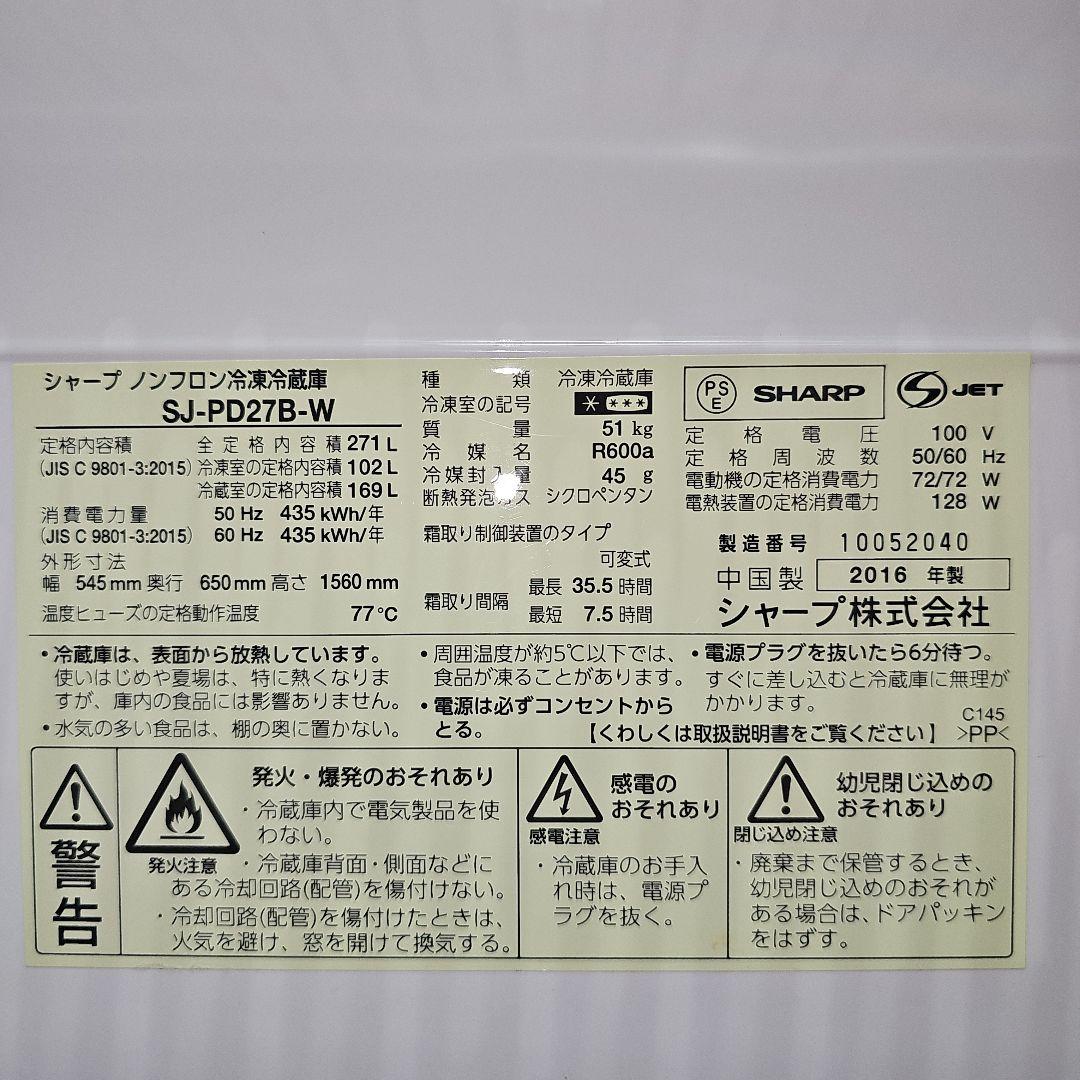 シャープ ノンフロン冷凍冷蔵庫
SJ-PD27B-W
定格内容積 全定格内容積 271 L
(JIS C 9801-3:2015) 冷凍室の定格内容積 102 L
冷蔵室の定格内容積 169 L
消費電力量 50 Hz 435 kWh/年
(JIS C 9801-3:2015) 60 Hz 435 kWh/年
外形寸法
幅 545 mm 奥行 650 mm 高さ 1560 mm
温度ヒューズの定格動作温度 77℃
種類 冷凍冷蔵庫
冷凍室の記号 * ***
質量 51 kg
冷媒名 R600a
冷媒封入量 45 g
断熱発泡ガス シクロペンタン
霜取り制御装置のタイプ
可変式
霜取り間隔 最長 35.5 時間
最短 7.5 時間
PSE SHARP S JET
定格電圧 100 V
定格周波数 50/60 Hz
電動機の定格消費電力 72/72 W
電熱装置の定格消費電力 128 W
製造番号 10052040
中国製 2016 年製
シャープ株式会社
・冷蔵庫は、表面から放熱しています。
使いはじめや夏場は、特に熱くなりま
すが、庫内の食品には影響ありません。
・水気の多い食品は、棚の奥に置かない。
・周囲温度が約5℃以下では、
食品が凍ることがあります。
・電源は必ずコンセントから
とる。
・電源プラグを抜いたら6分待つ。
すぐに差し込むと冷蔵庫に無理が
かかります。
【くわしくは取扱説明書をご覧ください】
C145
>PP<
警告
発火注意
発火・爆発のおそれあり
・冷蔵庫内で電気製品を使
わない。
・冷蔵庫背面・側面などに
ある冷却回路(配管)を傷付けない。
・冷却回路(配管)を傷付けたときは、
火気を避け、窓を開けて換気する。
感電注意
感電の
おそれあり
・冷蔵庫のお手入
れ時は、電源プ
ラグを抜く。
閉じ込め注意
幼児閉じ込めの
おそれあり
・廃棄まで保管するとき、
幼児閉じ込めのおそれが
ある場合は、ドアパッキン
をはずす。